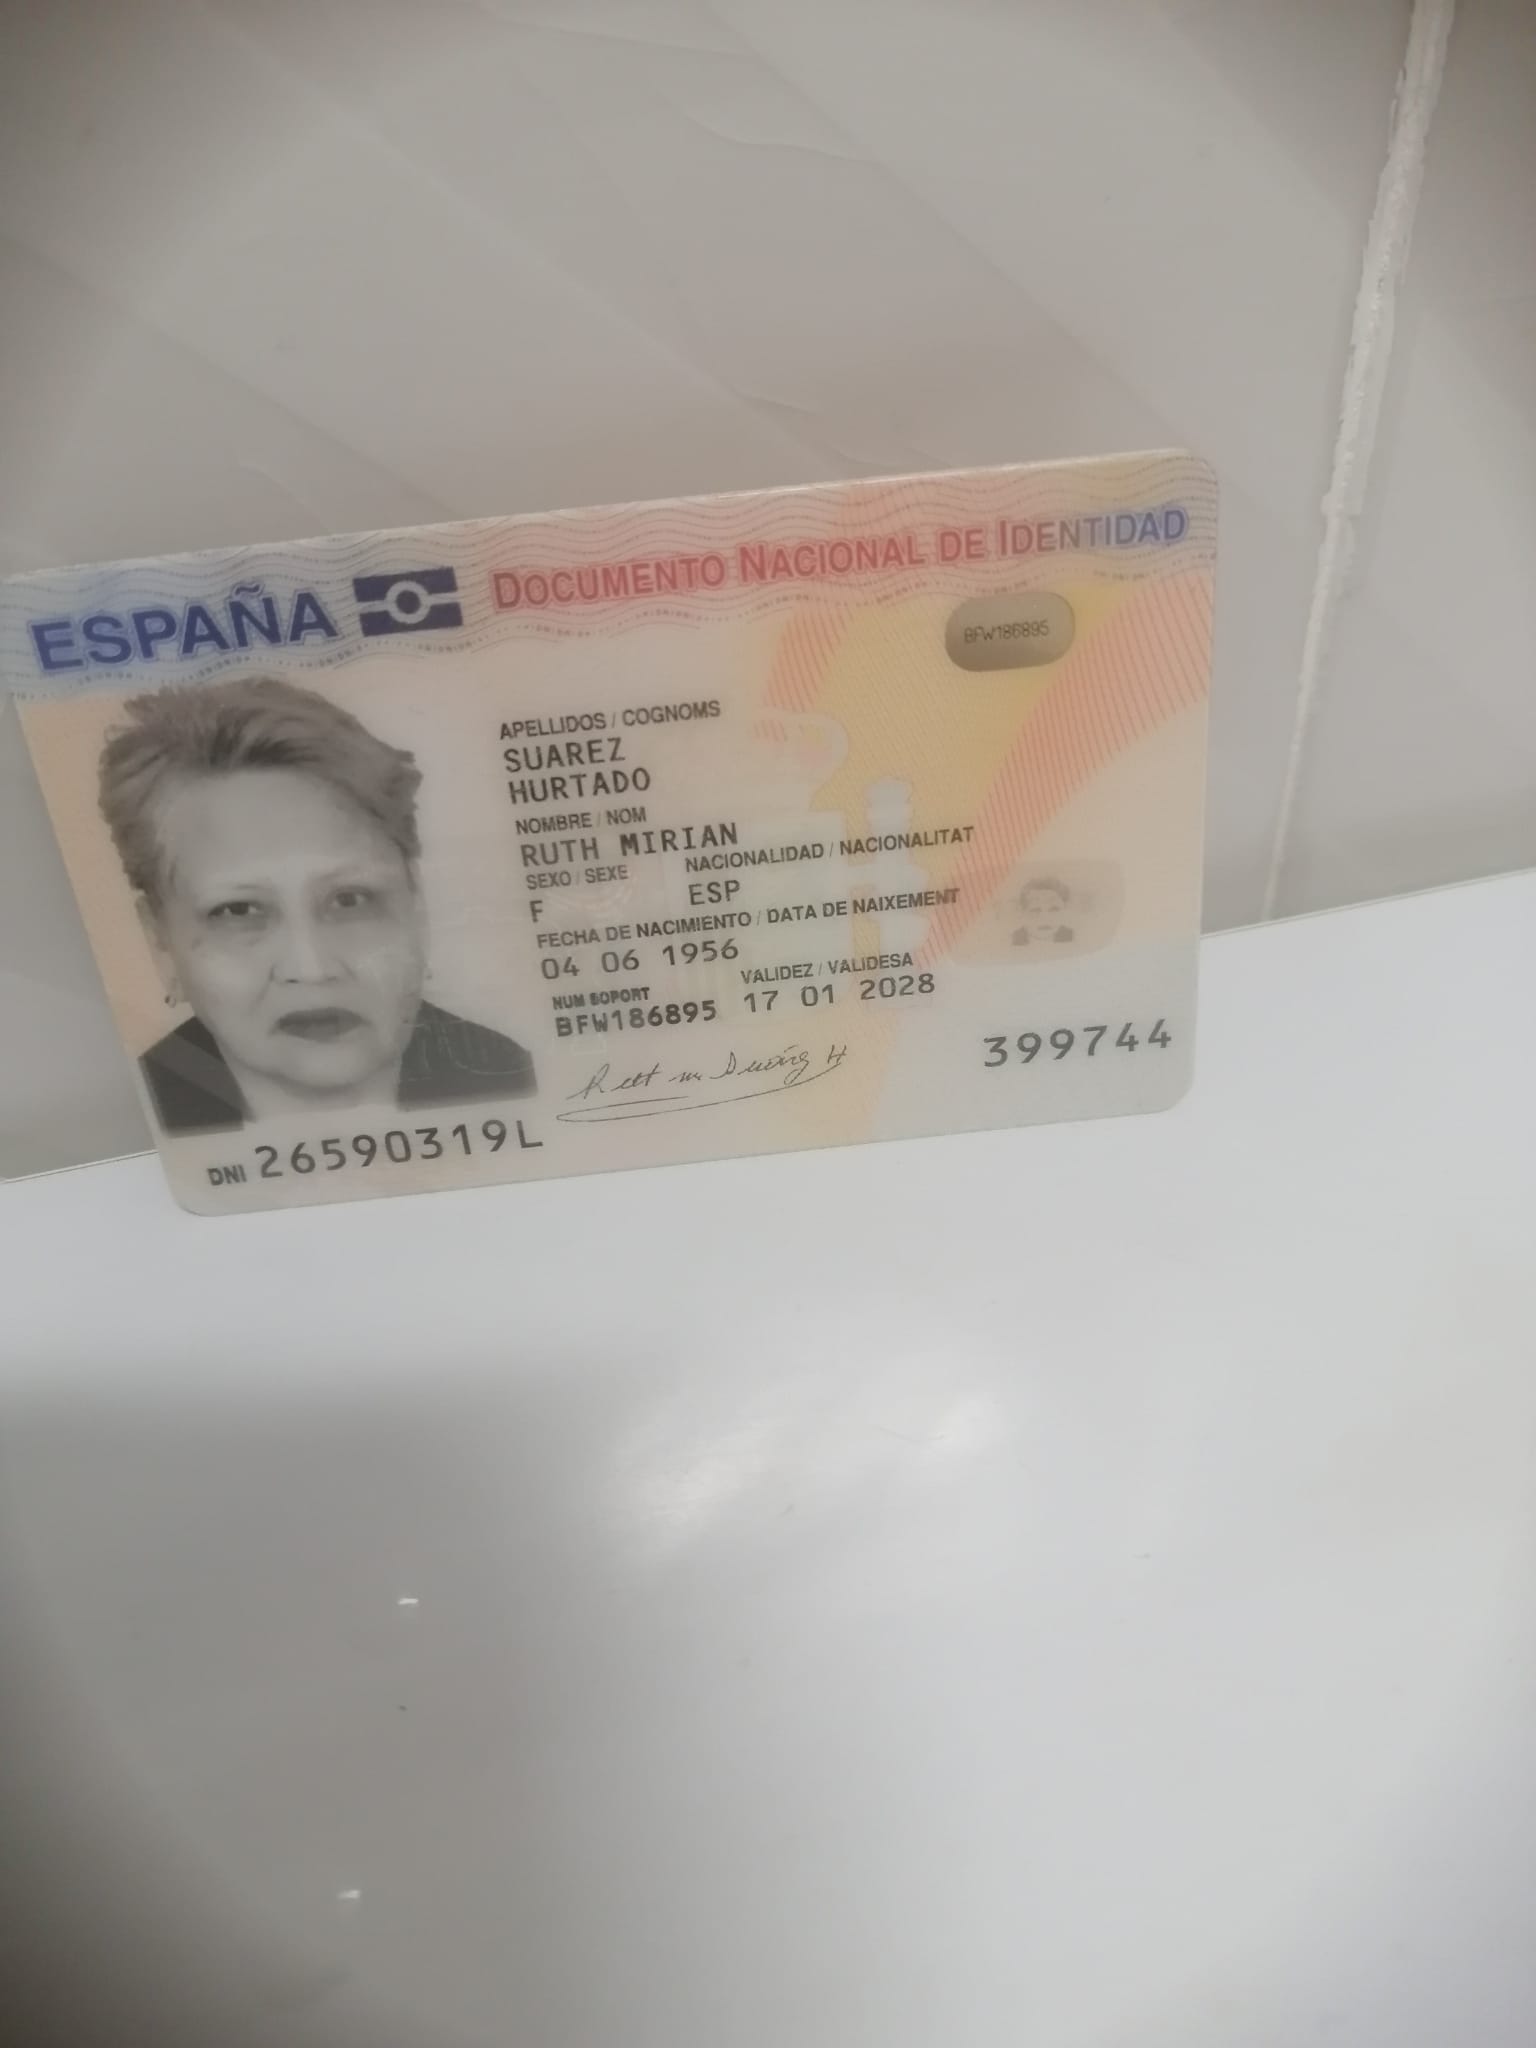 ESPAÑA DOCUMENTO NACIONAL DE IDENTIDAD
BFW186895
APELLIDOS / COGNOMS
SUAREZ
HURTADO
NOMBRE / NOM
RUTH MIRIAN
SEXO / SEXE NACIONALIDAD / NACIONALITAT
F ESP
FECHA DE NACIMIENTO / DATA DE NAIXEMENT
04 06 1956
NUM SOPORT VALIDEZ / VALIDESA
BFW186895 17 01 2028
399744
DNI 26590319L